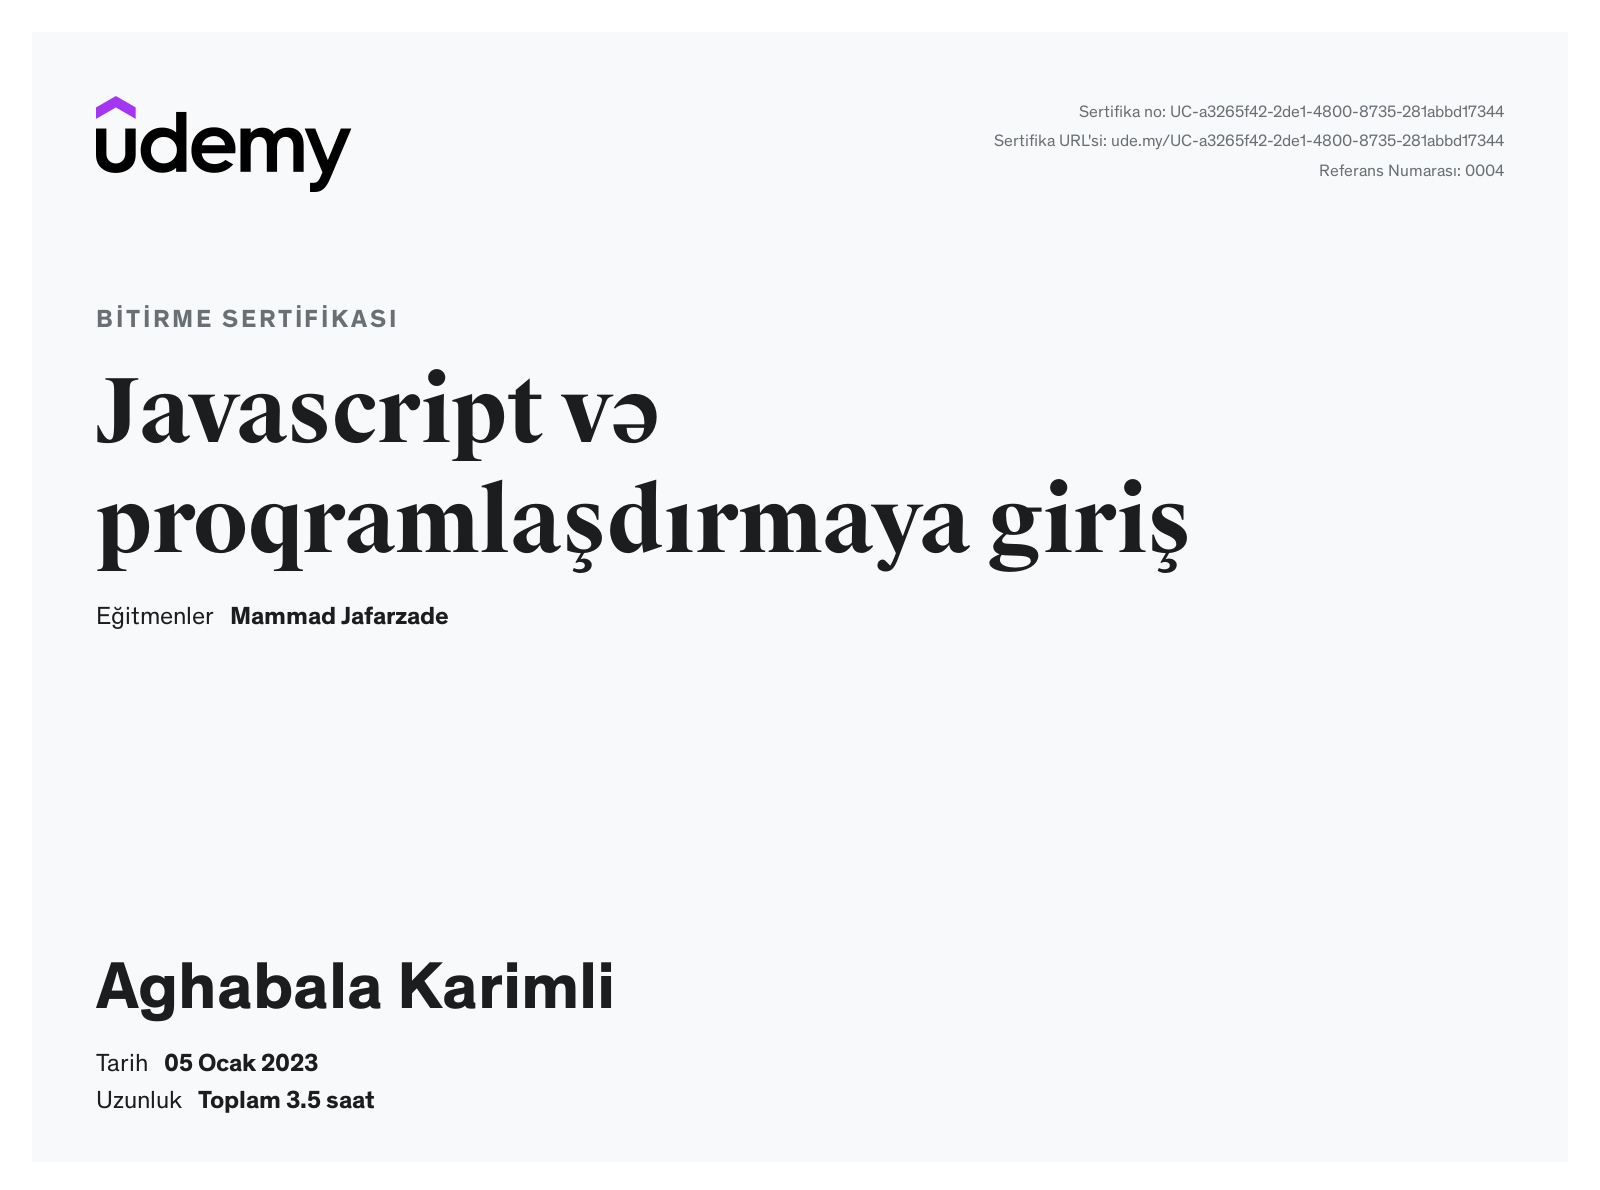 udemy
Sertifika no: UC-a3265f42-2de1-4800-8735-281abbd17344
Sertifika URL'si: ude.my/UC-a3265f42-2de1-4800-8735-281abbd17344
Referans Numarası: 0004
BİTİRME SERTİFİKASI
Javascript və
proqramlaşdırmaya giriş
Eğitmenler Mammad Jafarzade
Aghabala Karimli
Tarih 05 Ocak 2023
Uzunluk Toplam 3.5 saat